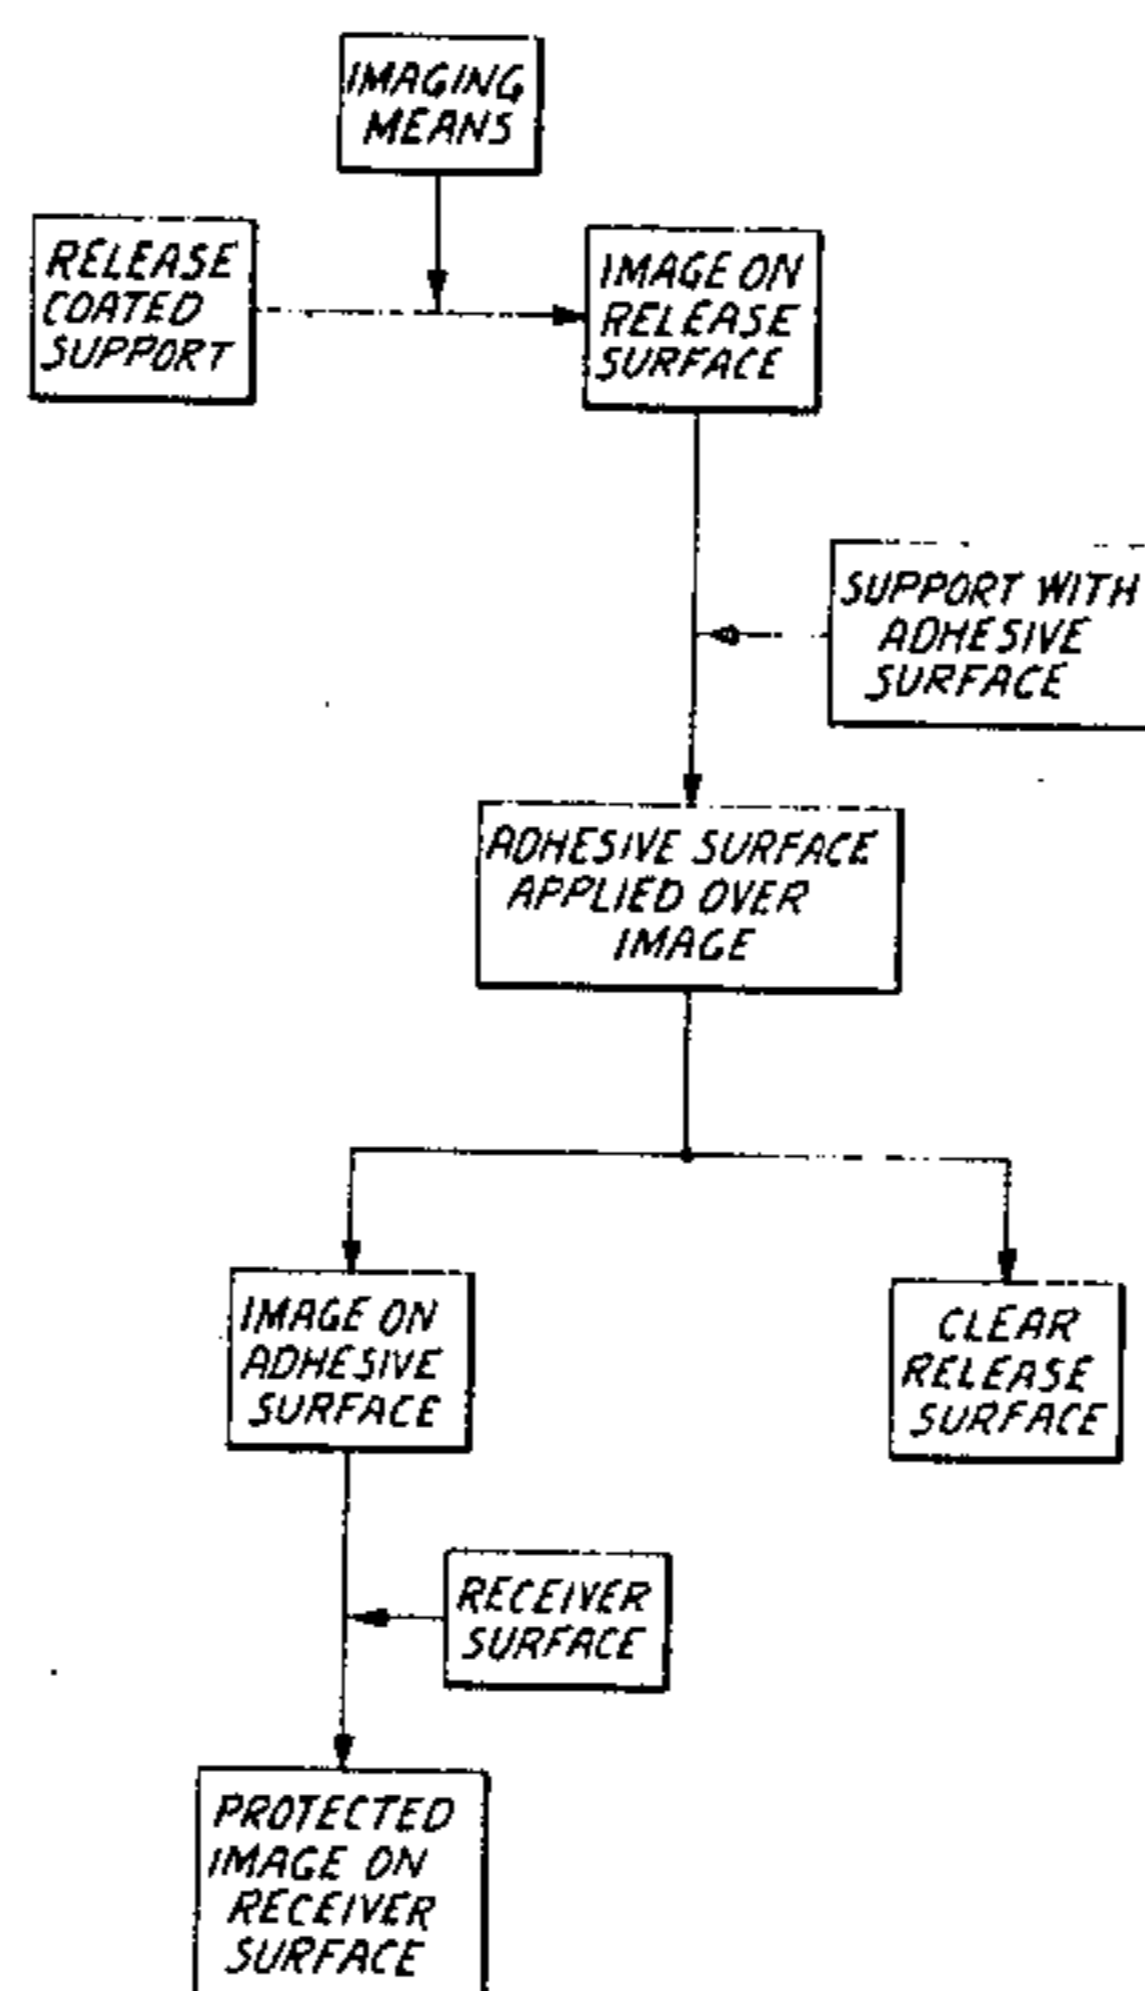 IMAGING
MEANS
RELEASE
COATED
SUPPORT
IMAGE ON
RELEASE
SURFACE
SUPPORT WITH
ADHESIVE
SURFACE
ADHESIVE SURFACE
APPLIED OVER
IMAGE
IMAGE ON
ADHESIVE
SURFACE
CLEAR
RELEASE
SURFACE
RECEIVER
SURFACE
PROTECTED
IMAGE ON
RECEIVER
SURFACE